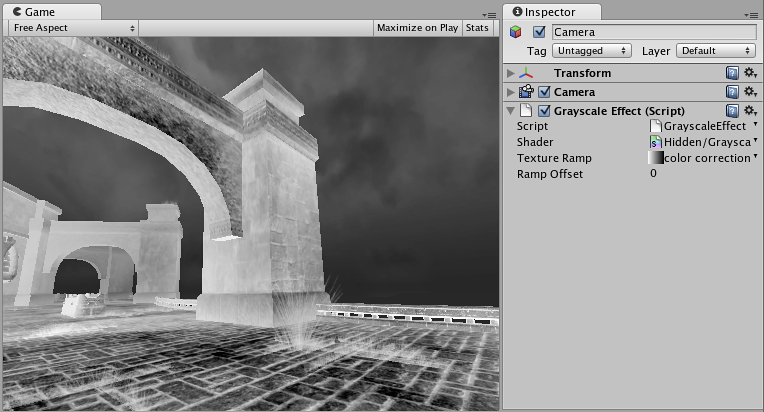 Game
Free Aspect
Maximize on Play
Stats
Inspector
Camera
Tag
Untagged
Layer
Default
Transform
Camera
Grayscale Effect (Script)
Script
GrayscaleEffect
Shader
Hidden/Graysca
Texture Ramp
color correction
Ramp Offset
0